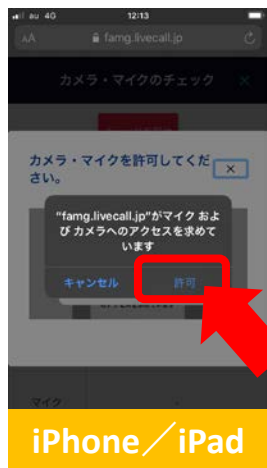 au 4G 12:13
AA famg.livecall.jp
カメラ・マイクのチェック ×
カメラ・マイクを許可してくだ ×
さい。
"famg.livecall.jp"がマイク およ
び カメラへのアクセスを求めて
います
キャンセル 許可
マイク
iPhone／iPad